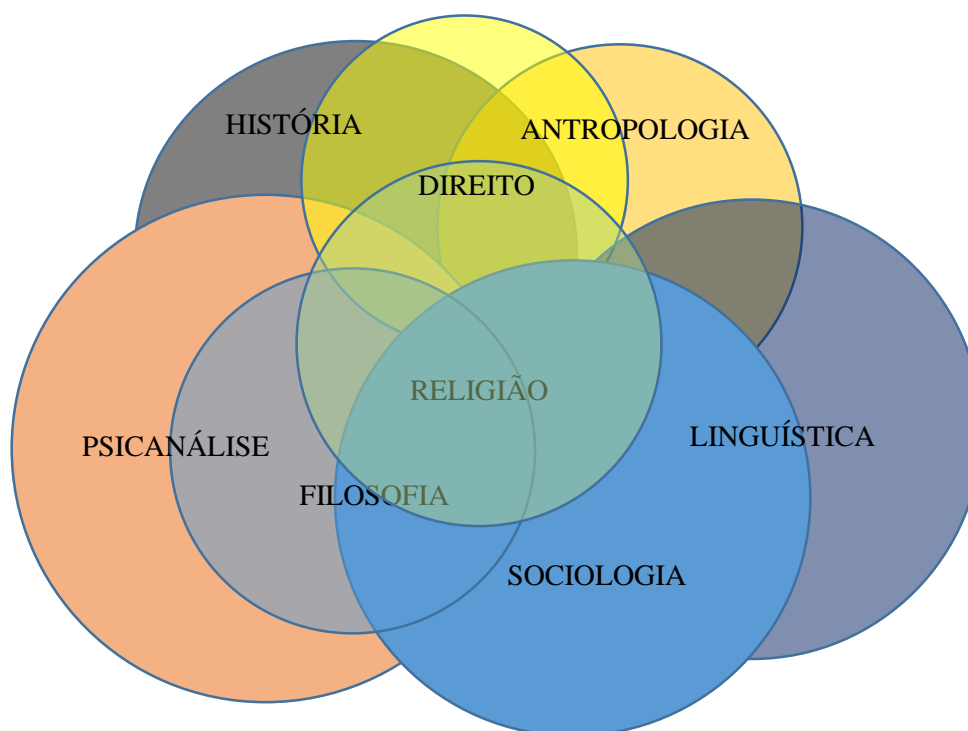 HISTÓRIA
ANTROPOLOGIA
DIREITO
RELIGIÃO
PSICANÁLISE
LINGUÍSTICA
FILOSOFIA
SOCIOLOGIA